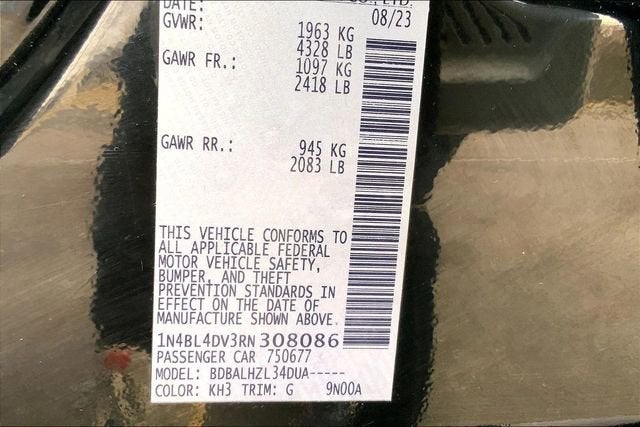 DATE: 08/23
GVWR: 1963 KG
4328 LB
GAWR FR.: 1097 KG
2418 LB
GAWR RR.: 945 KG
2083 LB
THIS VEHICLE CONFORMS TO
ALL APPLICABLE FEDERAL
MOTOR VEHICLE SAFETY,
BUMPER, AND THEFT
PREVENTION STANDARDS IN
EFFECT ON THE DATE OF
MANUFACTURE SHOWN ABOVE.
1N4BL4DV3RN308086
PASSENGER CAR 750677
MODEL: BDBALHZL34DUA-----
COLOR: KH3 TRIM: G 9N00A